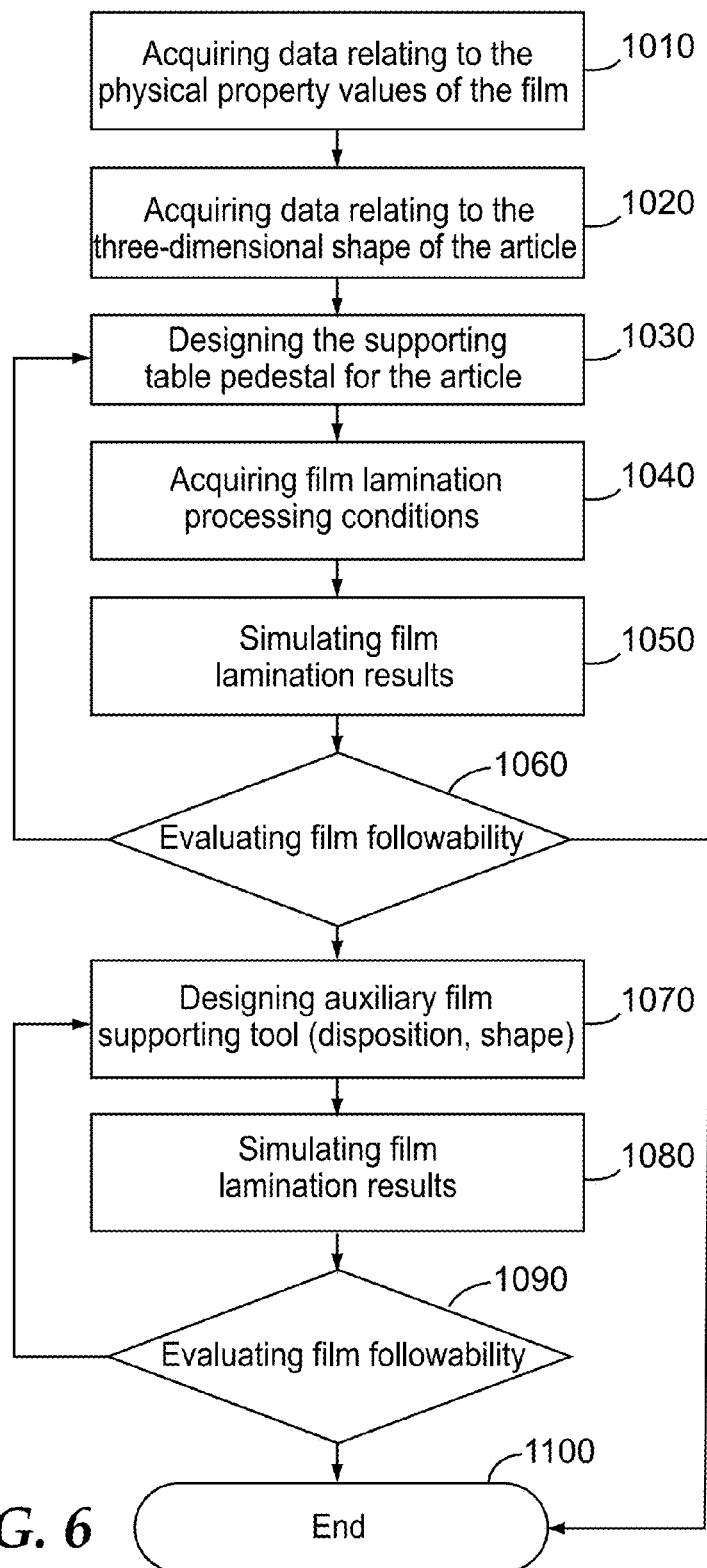 Acquiring data relating to the
physical property values of the film
1010
Acquiring data relating to the
three-dimensional shape of the article
1020
Designing the supporting
table pedestal for the article
1030
Acquiring film lamination
processing conditions
1040
Simulating film
lamination results
1050
1060
Evaluating film followability
Designing auxiliary film
supporting tool (disposition, shape)
1070
Simulating film
lamination results
1080
1090
Evaluating film followability
1100
End
G. 6